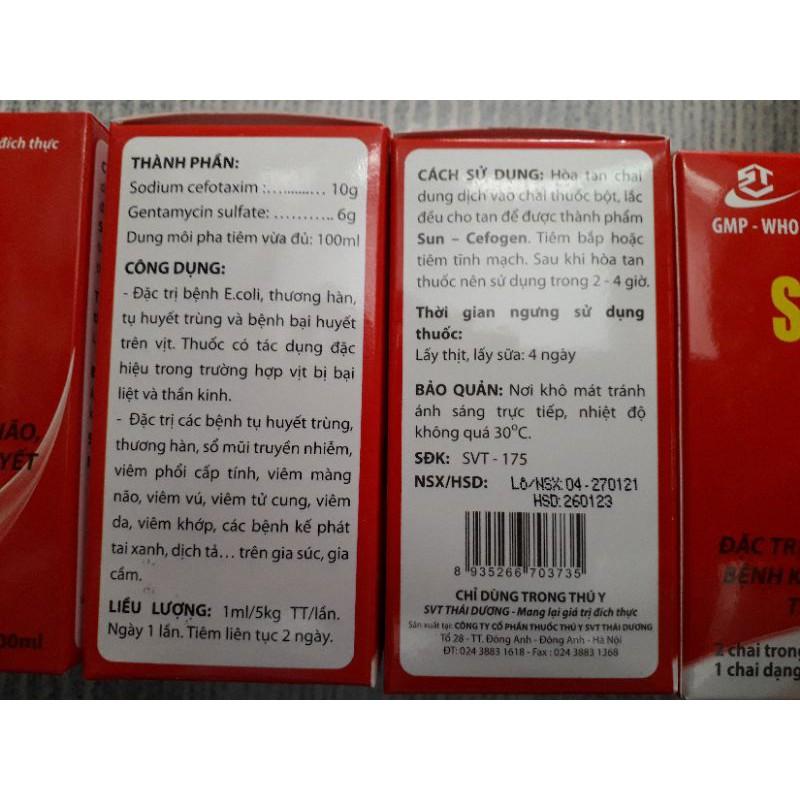 đích thực
HÃO,
YẾT
00ml
THÀNH PHẦN:
Sodium cefotaxim :…......… 10g
Gentamycin sulfate: ……….. 6g
Dung môi pha tiêm vừa đủ: 100ml
CÔNG DỤNG:
- Đặc trị bệnh E.coli, thương hàn,
tụ huyết trùng và bệnh bại huyết
trên vịt. Thuốc có tác dụng đặc
hiệu trong trường hợp vịt bị bại
liệt và thần kinh.
- Đặc trị các bệnh tụ huyết trùng,
thương hàn, sổ mũi truyền nhiễm,
viêm phổi cấp tính, viêm màng
não, viêm vú, viêm tử cung, viêm
da, viêm khớp, các bệnh kế phát
tai xanh, dịch tả… trên gia súc, gia
cầm.
LIỀU LƯỢNG: 1ml/5kg TT/lần.
Ngày 1 lần. Tiêm liên tục 2 ngày.
CÁCH SỬ DỤNG: Hòa tan chai
dung dịch vào chai thuốc bột, lắc
đều cho tan để được thành phẩm
Sun – Cefogen. Tiêm bắp hoặc
tiêm tĩnh mạch. Sau khi hòa tan
thuốc nên sử dụng trong 2 - 4 giờ.
Thời gian ngưng sử dụng
thuốc:
Lấy thịt, lấy sữa: 4 ngày
BẢO QUẢN: Nơi khô mát tránh
ánh sáng trực tiếp, nhiệt độ
không quá 30°C.
SĐK: SVT - 175
NSX/HSD: Lô/NSX:04-270121
HSD:260123
8 935266 703735
CHỈ DÙNG TRONG THÚ Y
SVT THÁI DƯƠNG - Mang lại giá trị đích thực
Sản xuất tại: CÔNG TY CỔ PHẦN THUỐC THÚ Y SVT THÁI DƯƠNG
Tổ 28 - TT. Đông Anh - Đông Anh - Hà Nội
ĐT: 024 3883 1618 - Fax : 024 3883 1368
ST
GMP - WHO
S
ĐẶC TR
BỆNH K
T
2 chai trong
1 chai dạng